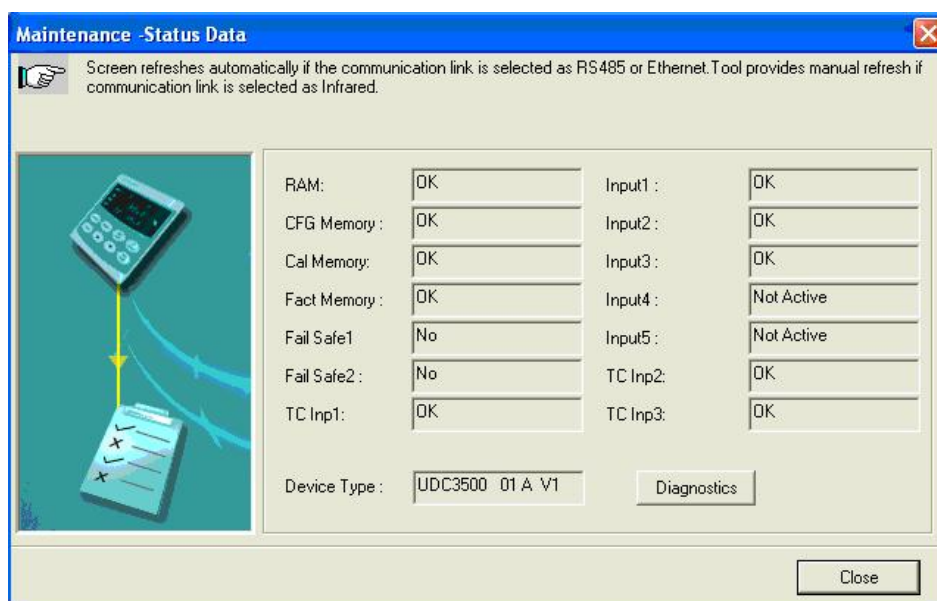 Maintenance -Status Data
Screen refreshes automatically if the communication link is selected as RS485 or Ethernet.Tool provides manual refresh if
communication link is selected as Infrared.
RAM: OK Input1 : OK
CFG Memory : OK Input2 : OK
Cal Memory: OK Input3 : OK
Fact Memory : OK Input4 : Not Active
Fail Safe1 No Input5 : Not Active
Fail Safe2 : No TC Inp2: OK
TC Inp1: OK TC Inp3: OK
Device Type : UDC3500 01 A V1 Diagnostics
Close